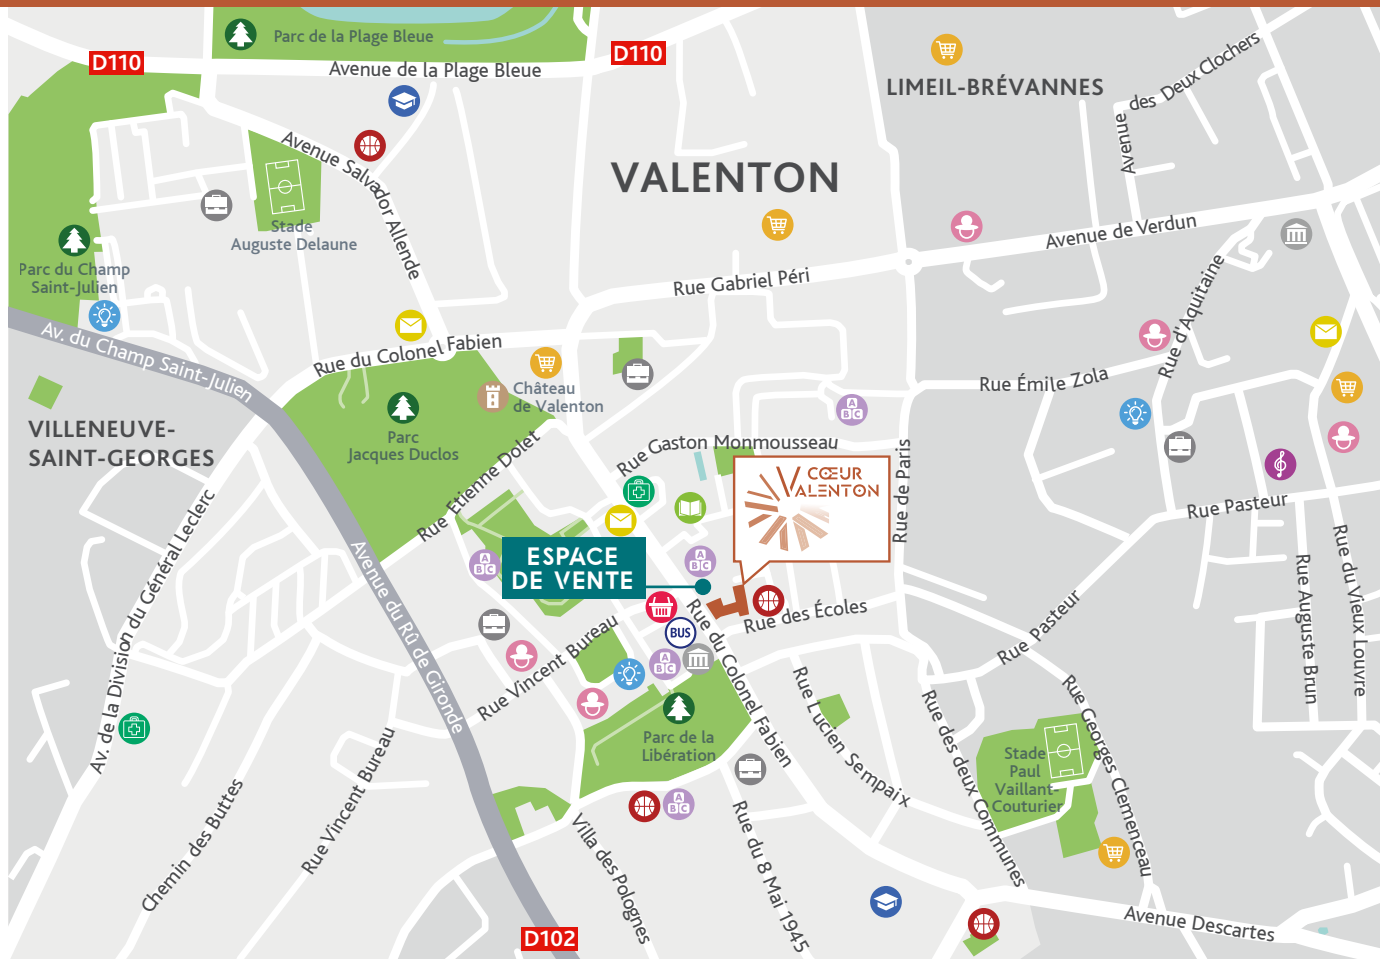 Parc de la Plage Bleue
D110
D110
Avenue de la Plage Bleue
LIMEIL-BRÉVANNES
Avenue des Deux Clochers
Avenue Salvador Allende
VALENTON
Stade
Auguste Delaune
Avenue de Verdun
Parc du Champ
Saint-Julien
Rue Gabriel Péri
Rue d'Aquitaine
Av. du Champ Saint-Julien
Rue du Colonel Fabien
Château
de Valenton
Rue Émile Zola
VILLENEUVE-
SAINT-GEORGES
Parc
Jacques Duclos
A
B C
Rue Etienne Dolet
Rue Gaston Monmousseau
CŒUR
VALENTON
Rue de Paris
Rue Pasteur
Av. de la Division du Général Leclerc
Avenue du Rû de Gironde
A
B C
ESPACE
DE VENTE
A
B C
Rue du Vieux Louvre
Rue Auguste Brun
Rue des Écoles
BUS
Rue Pasteur
Rue Vincent Bureau
A
B C
Rue du Colonel Fabien
Rue Lucien Sempaix
Rue des deux Communes
Rue Georges Clemenceau
Parc de la
Libération
Stade
Paul
Vaillant-
Couturier
Rue Vincent Bureau
Chemin des Buttes
A
B C
Villa des Polognes
Rue du 8 Mai 1945
Avenue Descartes
D102